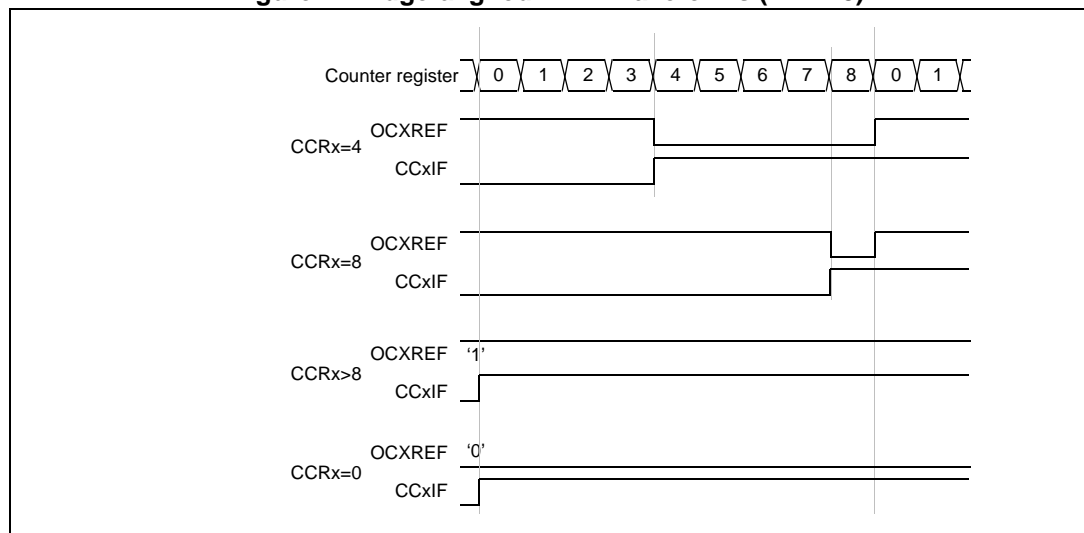 Counter register 0 1 2 3 4 5 6 7 8 0 1
OCXREF
CCRx=4
CCxIF
OCXREF
CCRx=8
CCxIF
OCXREF '1'
CCRx>8
CCxIF
OCXREF '0'
CCRx=0
CCxIF